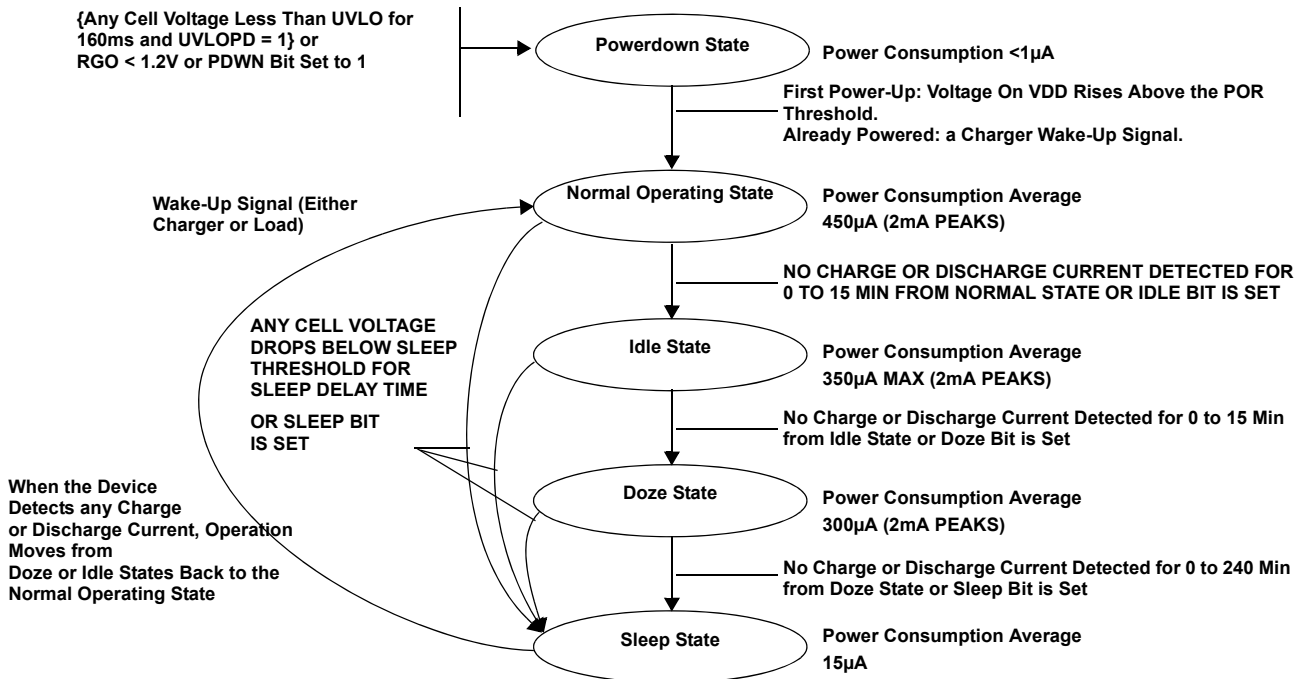 {Any Cell Voltage Less Than UVLO for
160ms and UVLOPD = 1} or
RGO < 1.2V or PDWN Bit Set to 1
Powerdown State
Power Consumption <1µA
First Power-Up: Voltage On VDD Rises Above the POR
Threshold.
Already Powered: a Charger Wake-Up Signal.
Normal Operating State
Power Consumption Average
450µA (2mA PEAKS)
Wake-Up Signal (Either
Charger or Load)
NO CHARGE OR DISCHARGE CURRENT DETECTED FOR
0 TO 15 MIN FROM NORMAL STATE OR IDLE BIT IS SET
ANY CELL VOLTAGE
DROPS BELOW SLEEP
THRESHOLD FOR
SLEEP DELAY TIME
OR SLEEP BIT
IS SET
Idle State
Power Consumption Average
350µA MAX (2mA PEAKS)
No Charge or Discharge Current Detected for 0 to 15 Min
from Idle State or Doze Bit is Set
When the Device
Detects any Charge
or Discharge Current, Operation
Moves from
Doze or Idle States Back to the
Normal Operating State
Doze State
Power Consumption Average
300µA (2mA PEAKS)
No Charge or Discharge Current Detected for 0 to 240 Min
from Doze State or Sleep Bit is Set
Sleep State
Power Consumption Average
15µA